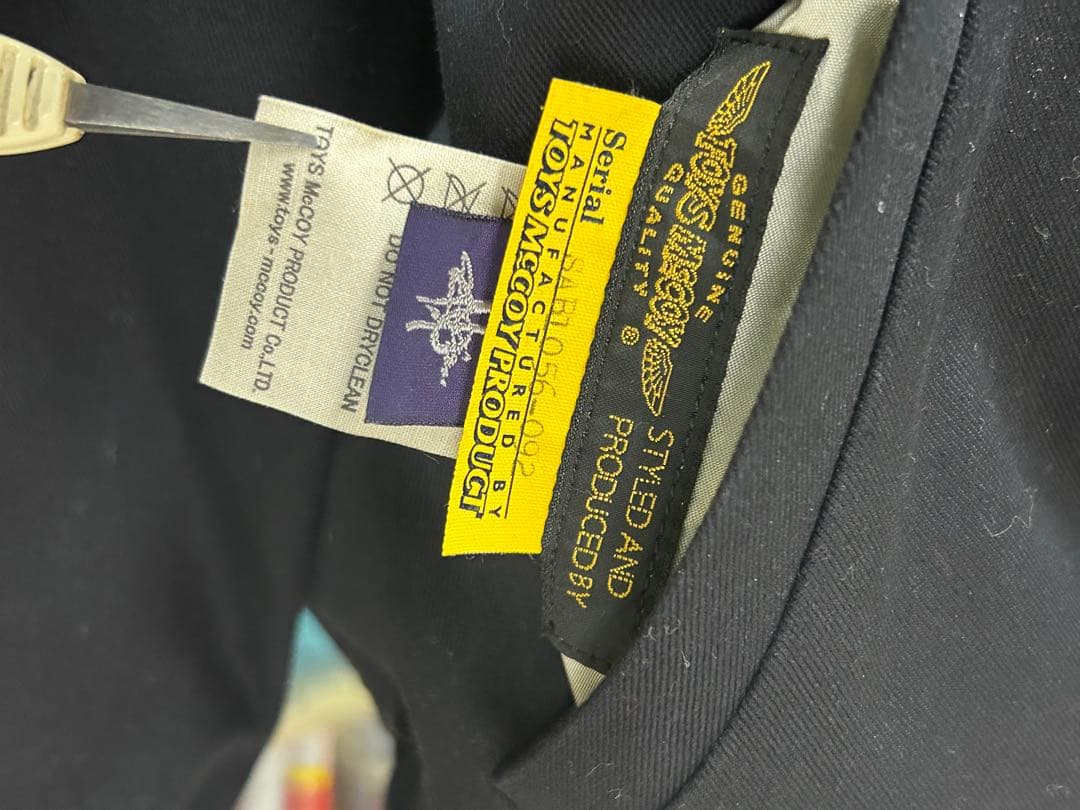 STYLED AND
PRODUCED BY
TOYS McCOY
GENUINE
QUALITY
®
Serial SAB1056-092
MANUFACTURED BY
TOYS McCOY PRODUCT
DO NOT DRYCLEAN
TOYS McCOY PRODUCT Co.,LTD.
www.toys-mccoy.com